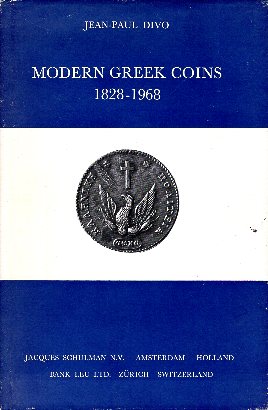 JEAN-PAUL DIVO
MODERN GREEK COINS
1828-1968
JACQUES SCHULMAN N.V. AMSTERDAM HOLLAND
BANK LEU LTD. ZÜRICH SWITZERLAND